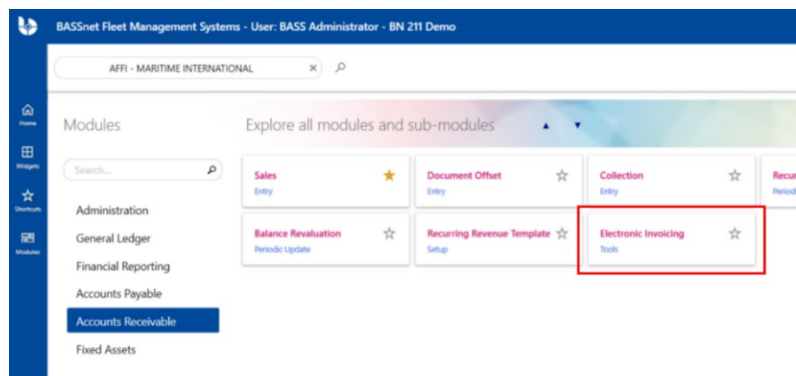 BASSnet Fleet Management Systems - User: BASS Administrator - BN 211 Demo
AFFI - MARITIME INTERNATIONAL
Home
Widgets
Shortcuts
Modules
Modules
Search...
Administration
General Ledger
Financial Reporting
Accounts Payable
Accounts Receivable
Fixed Assets
Explore all modules and sub-modules
Sales
Entry
Document Offset
Entry
Collection
Entry
Recur
Period
Balance Revaluation
Periodic Update
Recurring Revenue Template
Setup
Electronic Invoicing
Tools